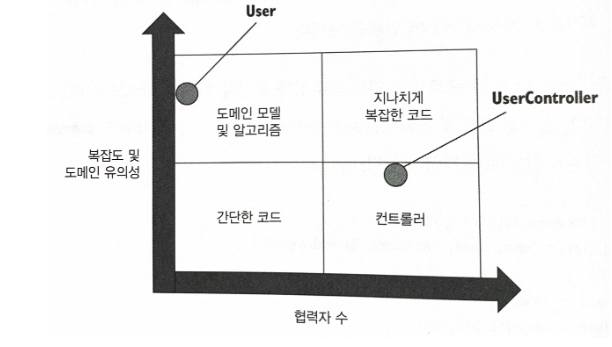 User
지나치게
복잡한 코드
UserController
도메인 모델
및 알고리즘
복잡도 및
도메인 유의성
간단한 코드
컨트롤러
협력자 수